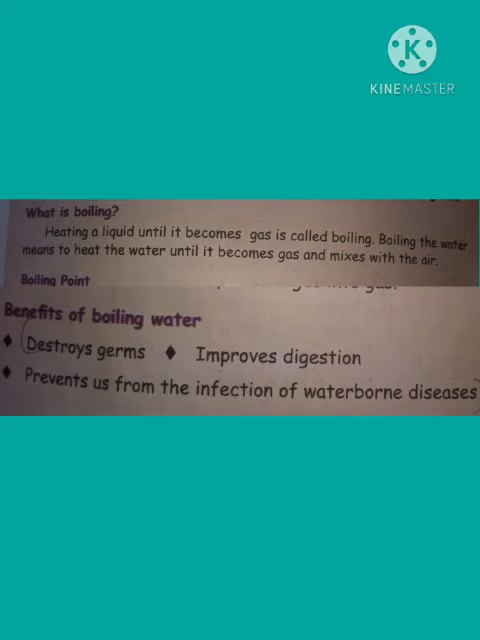 KINEMASTER
What is boiling?
Heating a liquid until it becomes gas is called boiling. Boiling the water
means to heat the water until it becomes gas and mixes with the air.
Boiling Point
Benefits of boiling water
♦ Destroys germs ♦ Improves digestion
♦ Prevents us from the infection of waterborne diseases